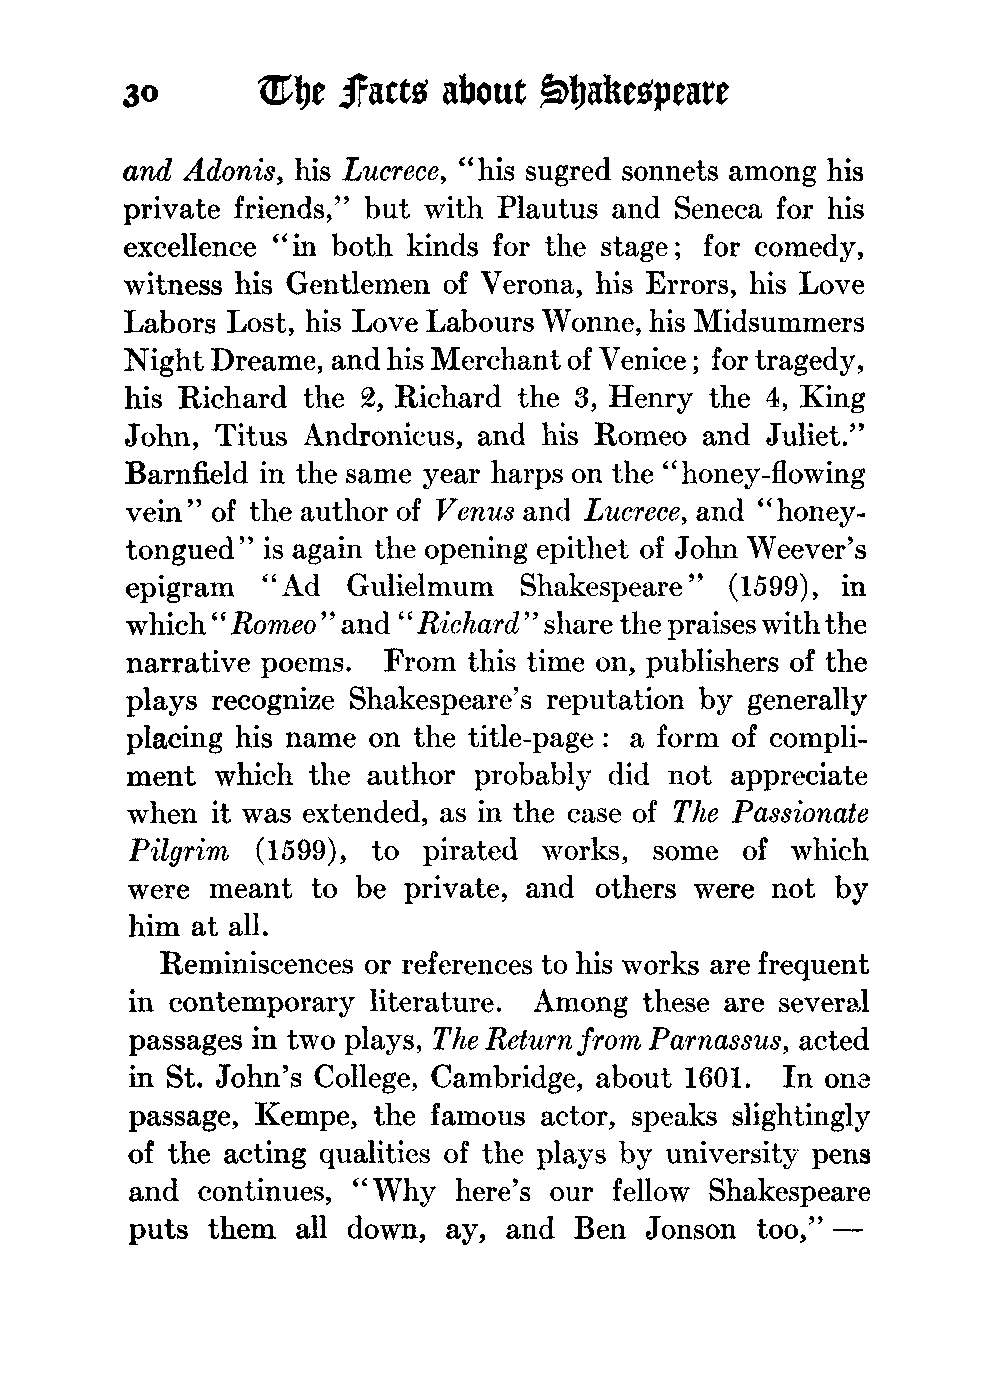 30 The Facts about Shakespeare
and Adonis, his Lucrece, “his sugred sonnets among his
private friends,” but with Plautus and Seneca for his
excellence “in both kinds for the stage; for comedy,
witness his Gentlemen of Verona, his Errors, his Love
Labors Lost, his Love Labours Wonne, his Midsummers
Night Dreame, and his Merchant of Venice; for tragedy,
his Richard the 2, Richard the 3, Henry the 4, King
John, Titus Andronicus, and his Romeo and Juliet.”
Barnfield in the same year harps on the “honey-flowing
vein” of the author of Venus and Lucrece, and “honey-
tongued” is again the opening epithet of John Weever’s
epigram “Ad Gulielmum Shakespeare” (1599), in
which “Romeo” and “Richard” share the praises with the
narrative poems. From this time on, publishers of the
plays recognize Shakespeare’s reputation by generally
placing his name on the title-page: a form of compli-
ment which the author probably did not appreciate
when it was extended, as in the case of The Passionate
Pilgrim (1599), to pirated works, some of which
were meant to be private, and others were not by
him at all.
Reminiscences or references to his works are frequent
in contemporary literature. Among these are several
passages in two plays, The Return from Parnassus, acted
in St. John’s College, Cambridge, about 1601. In one
passage, Kempe, the famous actor, speaks slightingly
of the acting qualities of the plays by university pens
and continues, “Why here’s our fellow Shakespeare
puts them all down, ay, and Ben Jonson too,” —